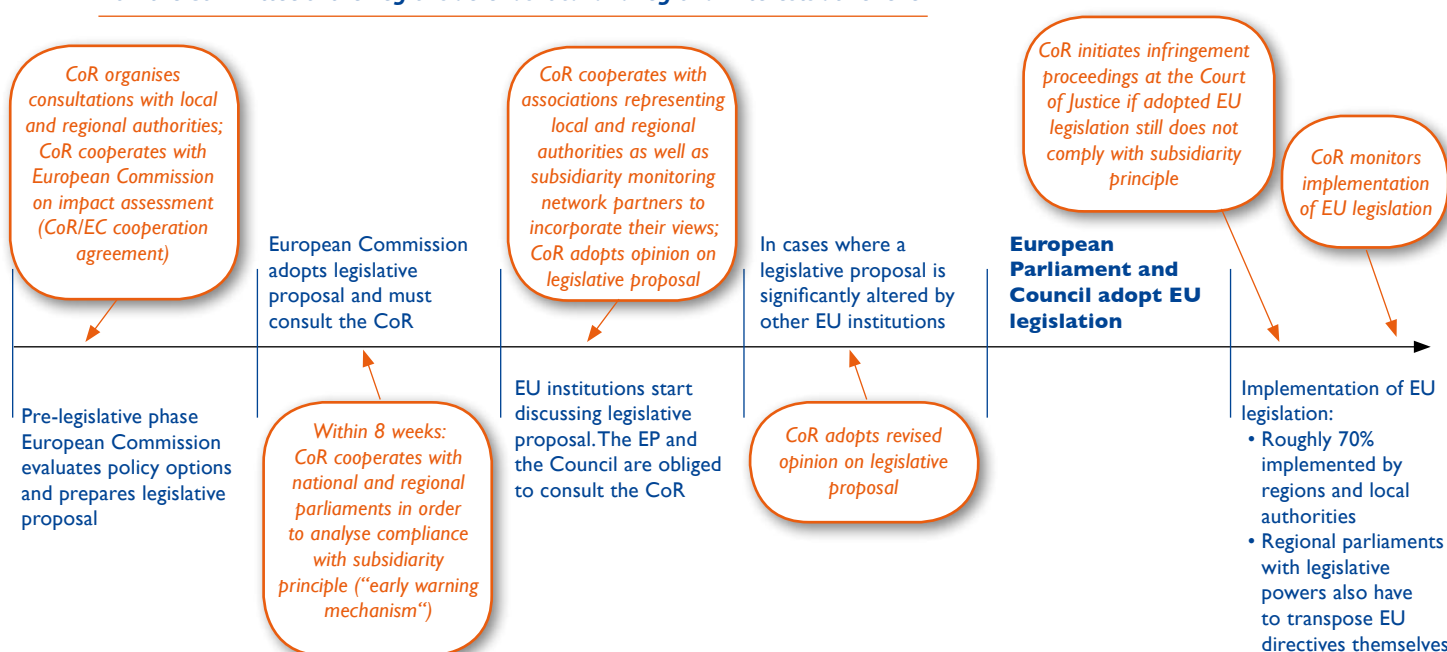 CoR organises
consultations with local
and regional authorities;
CoR cooperates with
European Commission
on impact assessment
(CoR/EC cooperation
agreement)
European Commission
adopts legislative
proposal and must
consult the CoR
CoR cooperates with
associations representing
local and regional
authorities as well as
subsidiarity monitoring
network partners to
incorporate their views;
CoR adopts opinion on
legislative proposal
In cases where a
legislative proposal is
significantly altered by
other EU institutions
European
Parliament and
Council adopt EU
legislation
CoR initiates infringement
proceedings at the Court
of Justice if adopted EU
legislation still does not
comply with subsidiarity
principle
CoR monitors
implementation
of EU legislation
Pre-legislative phase
European Commission
evaluates policy options
and prepares legislative
proposal
Within 8 weeks:
CoR cooperates with
national and regional
parliaments in order
to analyse compliance
with subsidiarity
principle (“early warning
mechanism“)
EU institutions start
discussing legislative
proposal. The EP and
the Council are obliged
to consult the CoR
CoR adopts revised
opinion on legislative
proposal
Implementation of EU
legislation:
• Roughly 70%
implemented by
regions and local
authorities
• Regional parliaments
with legislative
powers also have
to transpose EU
directives themselves